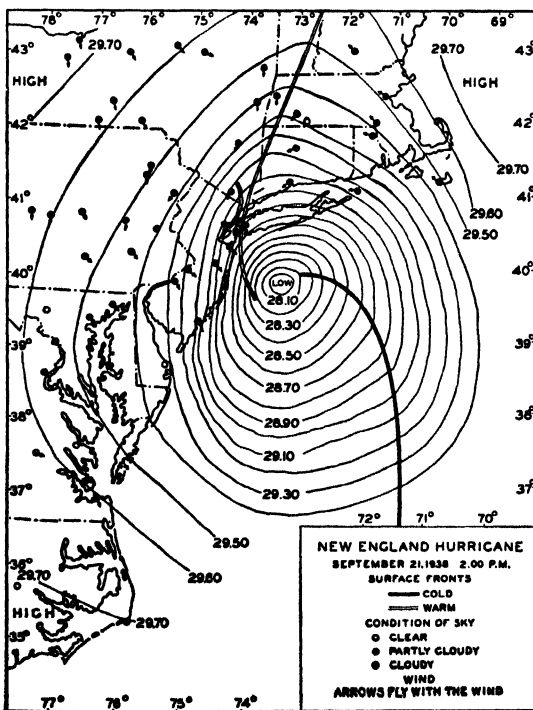 78° 77° 76° 75° 74° 73° 72° 71° 70°
43° 29.70 29.70 43°
HIGH HIGH
42° 42°
29.70
41° 41°
29.60
29.50
40° LOW 40°
28.10
28.30
39° 28.50 39°
28.70
38° 28.90 38°
29.10
37° 29.30 37°
72° 71° 70°
29.50
36° 29.60
29.70
HIGH
35° 29.70
77° 76° 75° 74°
NEW ENGLAND HURRICANE
SEPTEMBER 21,1938 2.00 P.M.
SURFACE FRONTS
COLD
WARM
CONDITION OF SKY
CLEAR
PARTLY CLOUDY
CLOUDY
WIND
ARROWS FLY WITH THE WIND